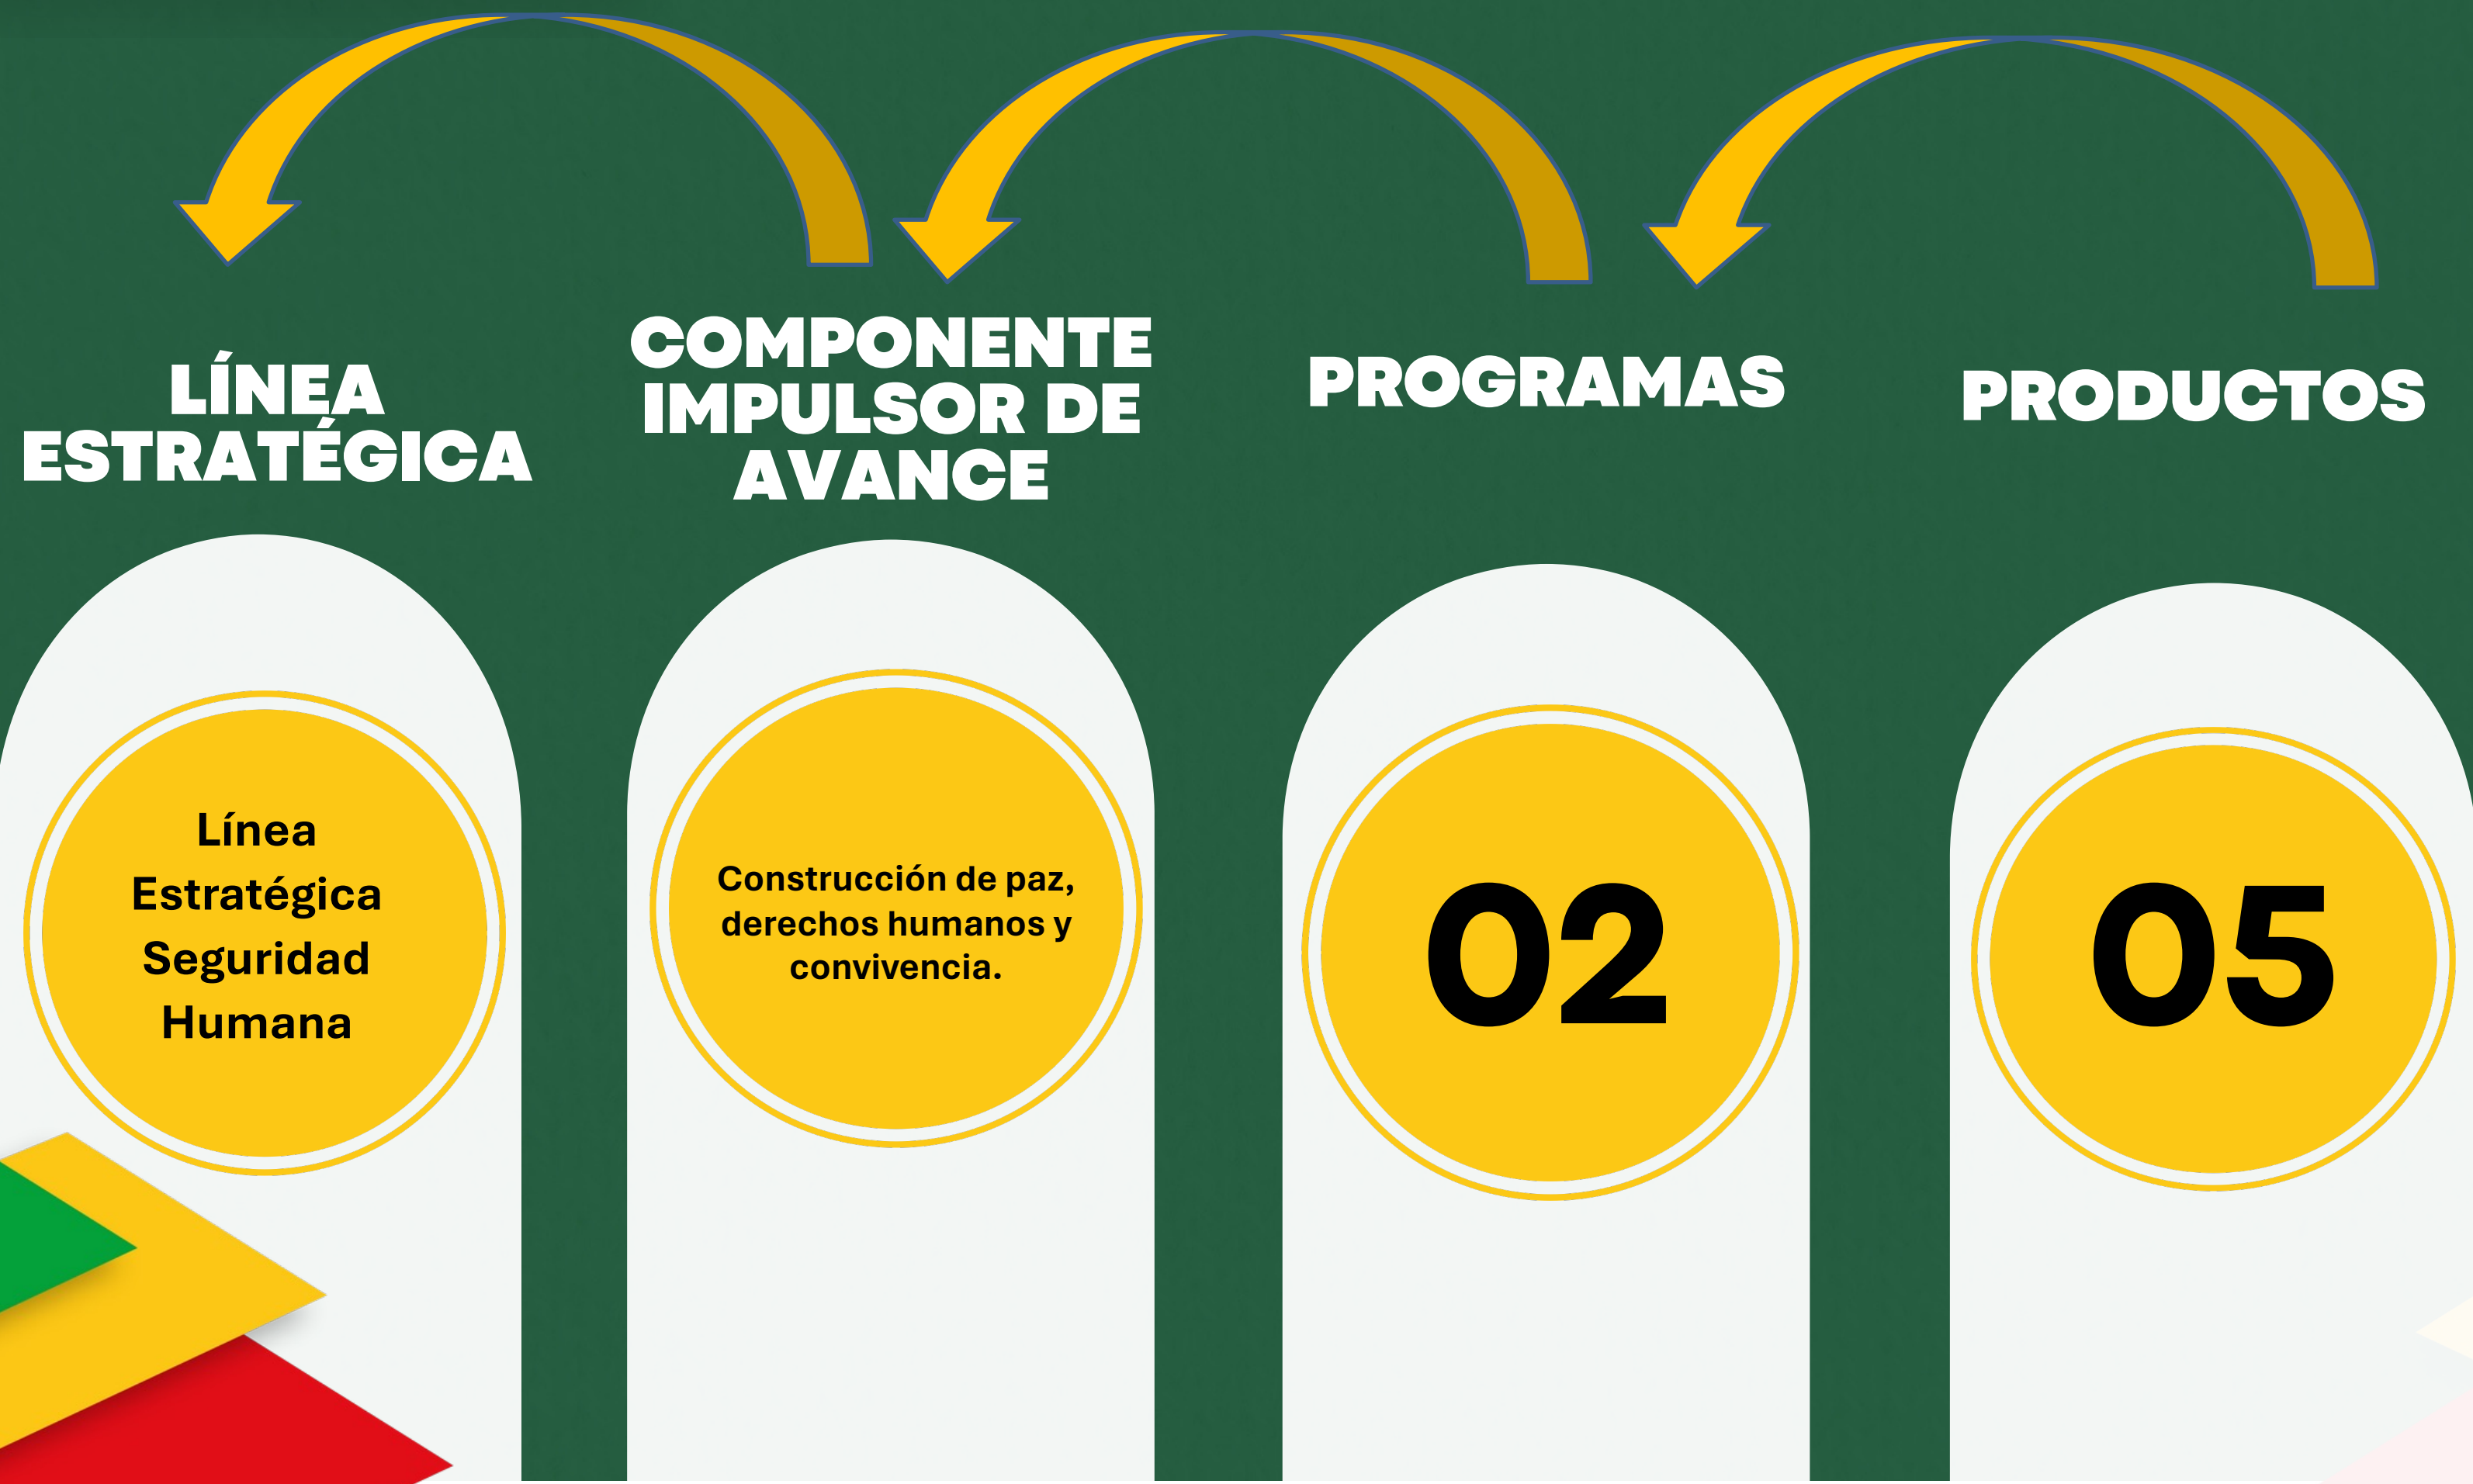 LÍNEA
ESTRATÉGICA
COMPONENTE
IMPULSOR DE
AVANCE
PROGRAMAS
PRODUCTOS
Línea
Estratégica
Seguridad
Humana
Construcción de paz,
derechos humanos y
convivencia.
02
05